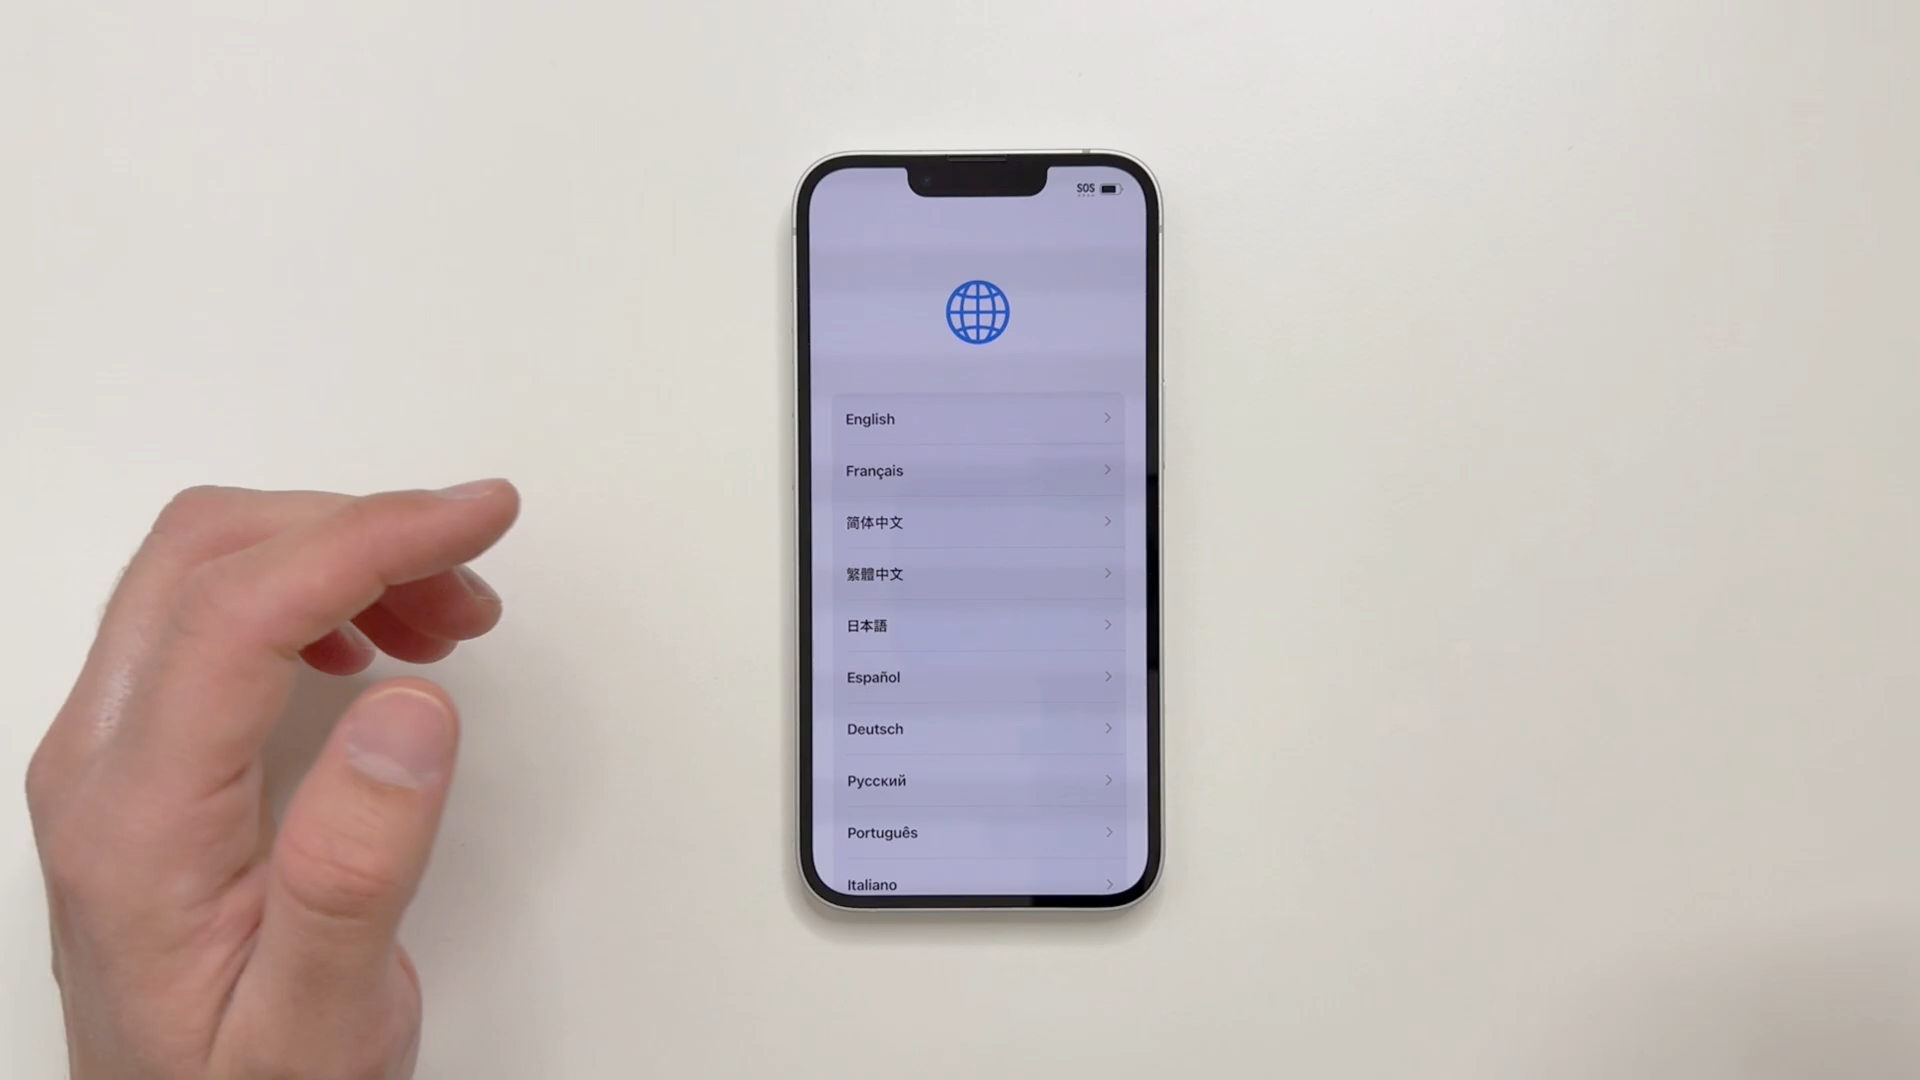 SOS
English
Français
简体中文
繁體中文
日本語
Español
Deutsch
Русский
Português
Italiano